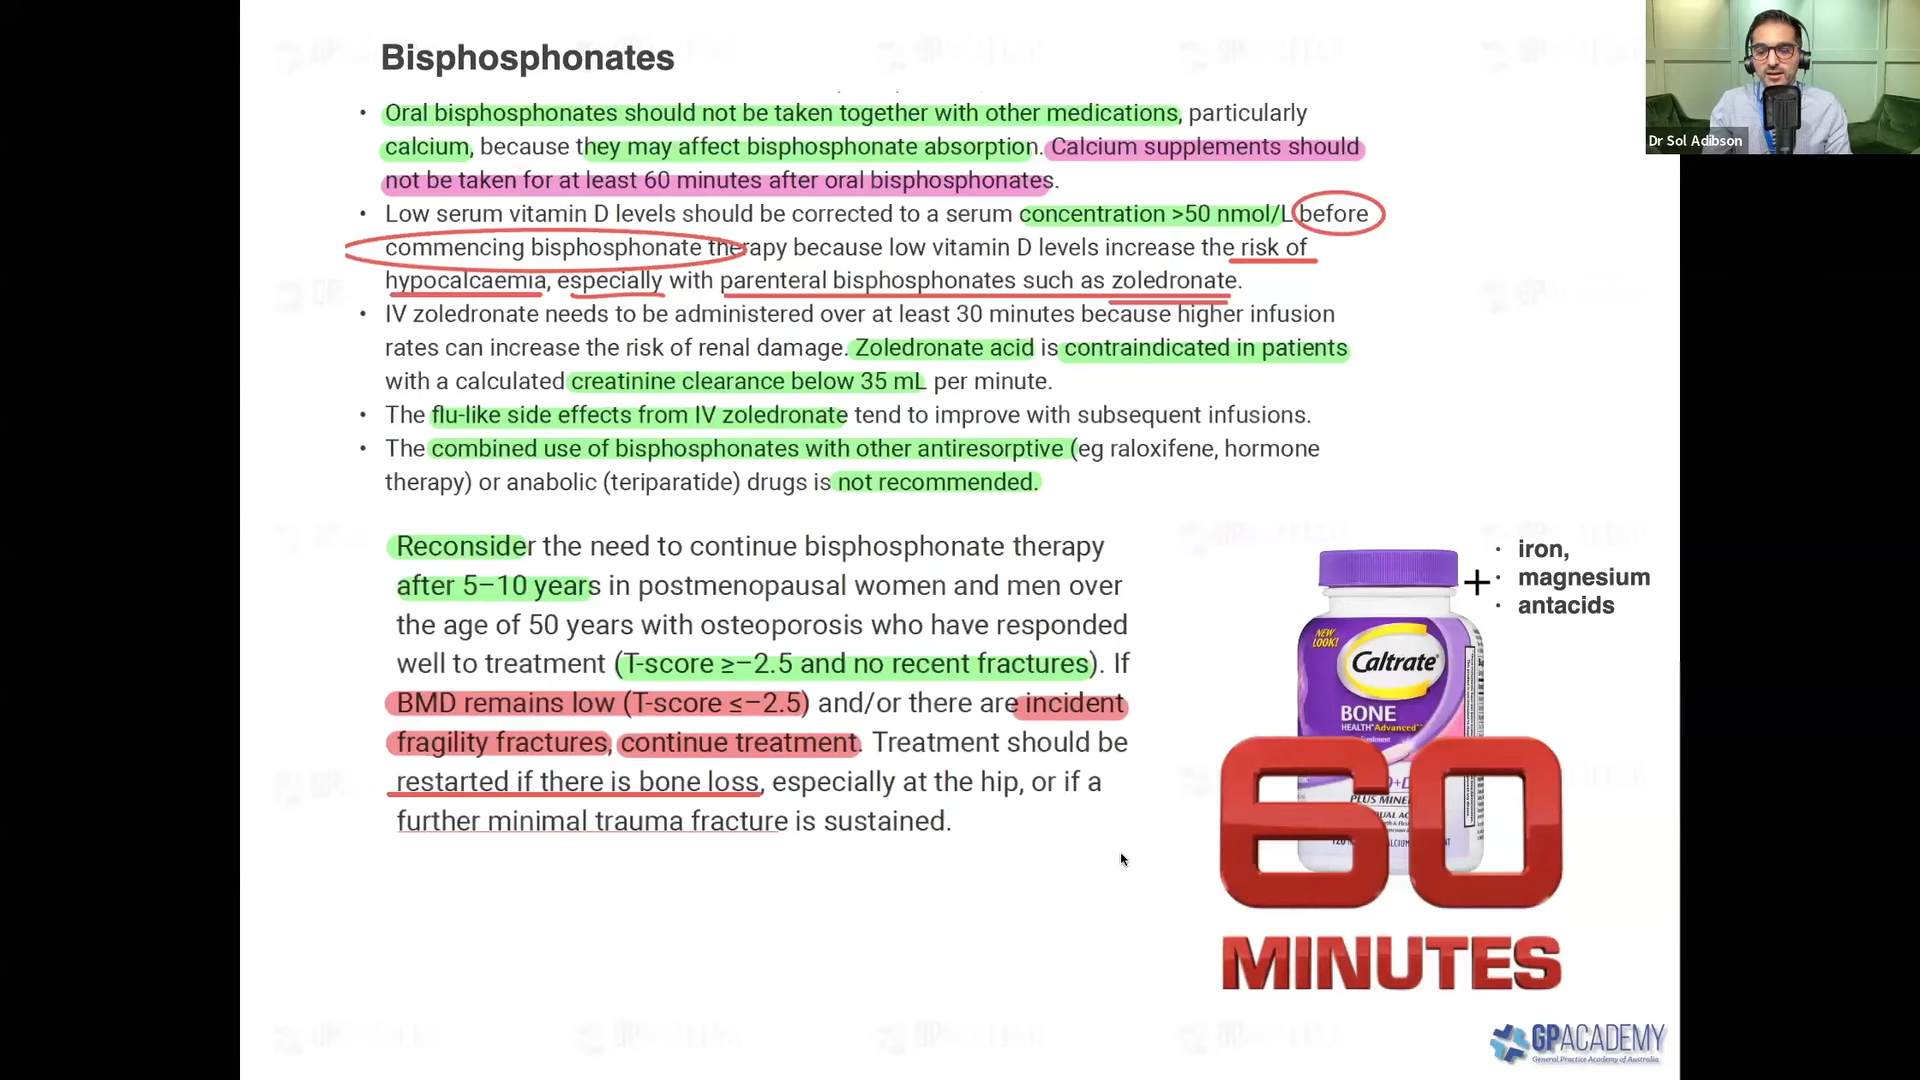 Bisphosphonates
• Oral bisphosphonates should not be taken together with other medications, particularly
calcium, because they may affect bisphosphonate absorption. Calcium supplements should
not be taken for at least 60 minutes after oral bisphosphonates.
• Low serum vitamin D levels should be corrected to a serum concentration >50 nmol/L before
commencing bisphosphonate therapy because low vitamin D levels increase the risk of
hypocalcaemia, especially with parenteral bisphosphonates such as zoledronate.
• IV zoledronate needs to be administered over at least 30 minutes because higher infusion
rates can increase the risk of renal damage. Zoledronate acid is contraindicated in patients
with a calculated creatinine clearance below 35 mL per minute.
• The flu-like side effects from IV zoledronate tend to improve with subsequent infusions.
• The combined use of bisphosphonates with other antiresorptive (eg raloxifene, hormone
therapy) or anabolic (teriparatide) drugs is not recommended.
Reconsider the need to continue bisphosphonate therapy
after 5–10 years in postmenopausal women and men over
the age of 50 years with osteoporosis who have responded
well to treatment (T-score ≥−2.5 and no recent fractures). If
BMD remains low (T-score ≤−2.5) and/or there are incident
fragility fractures, continue treatment. Treatment should be
restarted if there is bone loss, especially at the hip, or if a
further minimal trauma fracture is sustained.
+
• iron,
• magnesium
• antacids
NEW LOOK!
Caltrate
BONE
HEALTH Advanced
PLUS MINE
60
MINUTES
Dr Sol Adibson
GPACADEMY
General Practice Academy of Australia